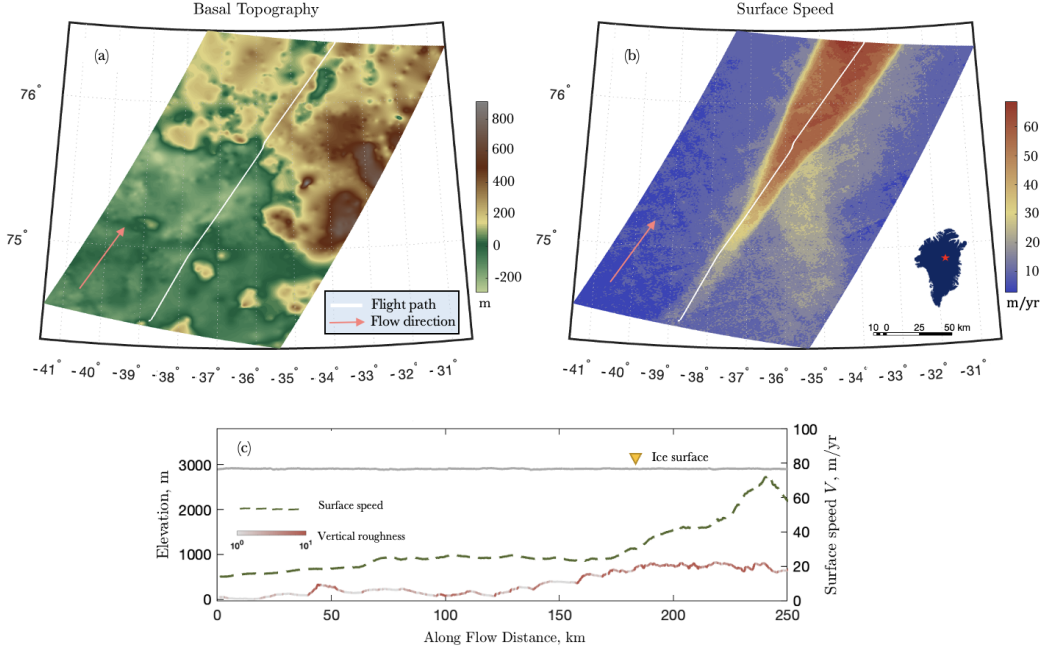 Basal Topography
Surface Speed
(a)
(b)
76°
75°
800
600
400
200
0
-200
m
Flight path
Flow direction
-41° -40° -39° -38° -37° -36° -35° -34° -33° -32° -31°
76°
75°
60
50
40
30
20
10
m/yr
10 0 25 50 km
-41° -40° -39° -38° -37° -36° -35° -34° -33° -32° -31°
(c)
Ice surface
Surface speed
10⁰ 10¹ Vertical roughness
Elevation, m
3000
2000
1000
0
100
80
60
40
20
0
Surface speed V, m/yr
0 50 100 150 200 250
Along Flow Distance, km